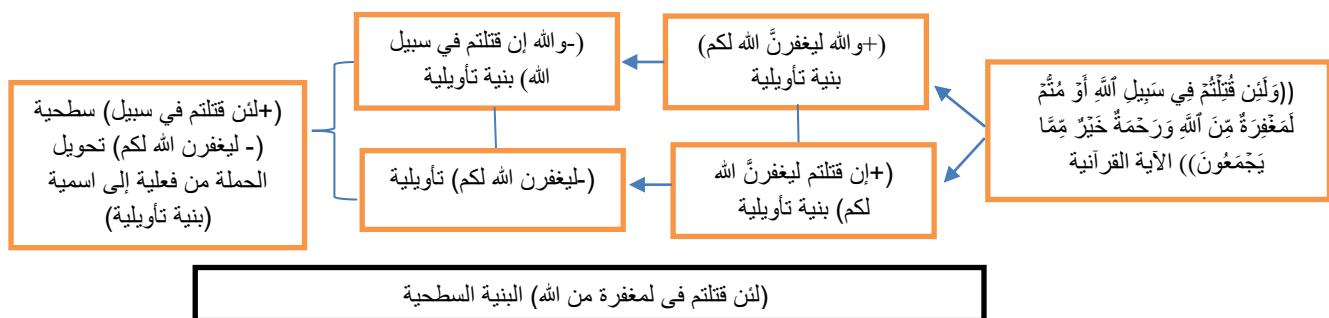 ((وَلَئِن قُتِلۡتُمۡ فِي سَبِيلِ ٱللَّهِ أَوۡ مُتُّمۡ
لَمَغۡفِرَةٞ مِّنَ ٱللَّهِ وَرَحۡمَةٌ خَيۡرٞ مِّمَّا
يَجۡمَعُونَ)) الآية القرآنية
(+والله ليغفرنَّ الله لكم)
بنية تأويلية
(+إن قتلتم ليغفرنَّ الله
لكم) بنية تأويلية
(-والله إن قتلتم في سبيل
الله) بنية تأويلية
(-ليغفرن الله لكم) تأويلية
(+لئن قتلتم في سبيل) سطحية
(- ليغفرن الله لكم) تحويل
الحملة من فعلية إلى اسمية
(بنية تأويلية)
(لئن قتلتم في لمغفرة من الله) البنية السطحية